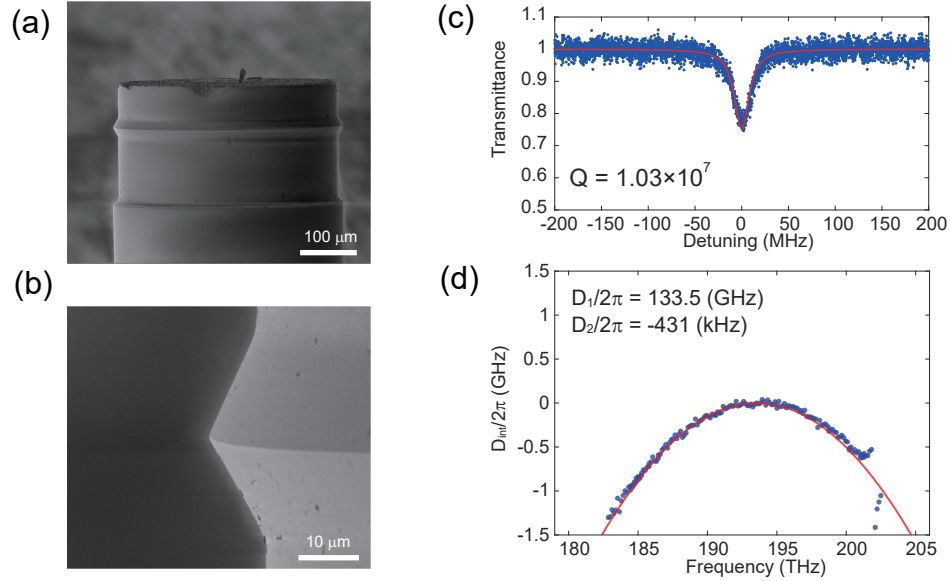 (a)
100 μm
(b)
10 μm
(c)
Transmittance
1.1
1
0.9
0.8
0.7
0.6
0.5
Q = 1.03×10⁷
-200 -150 -100 -50 0 50 100 150 200
Detuning (MHz)
(d)
D_int/2π (GHz)
1.5
1
0.5
0
-0.5
-1
-1.5
D₁/2π = 133.5 (GHz)
D₂/2π = -431 (kHz)
180 185 190 195 200 205
Frequency (THz)